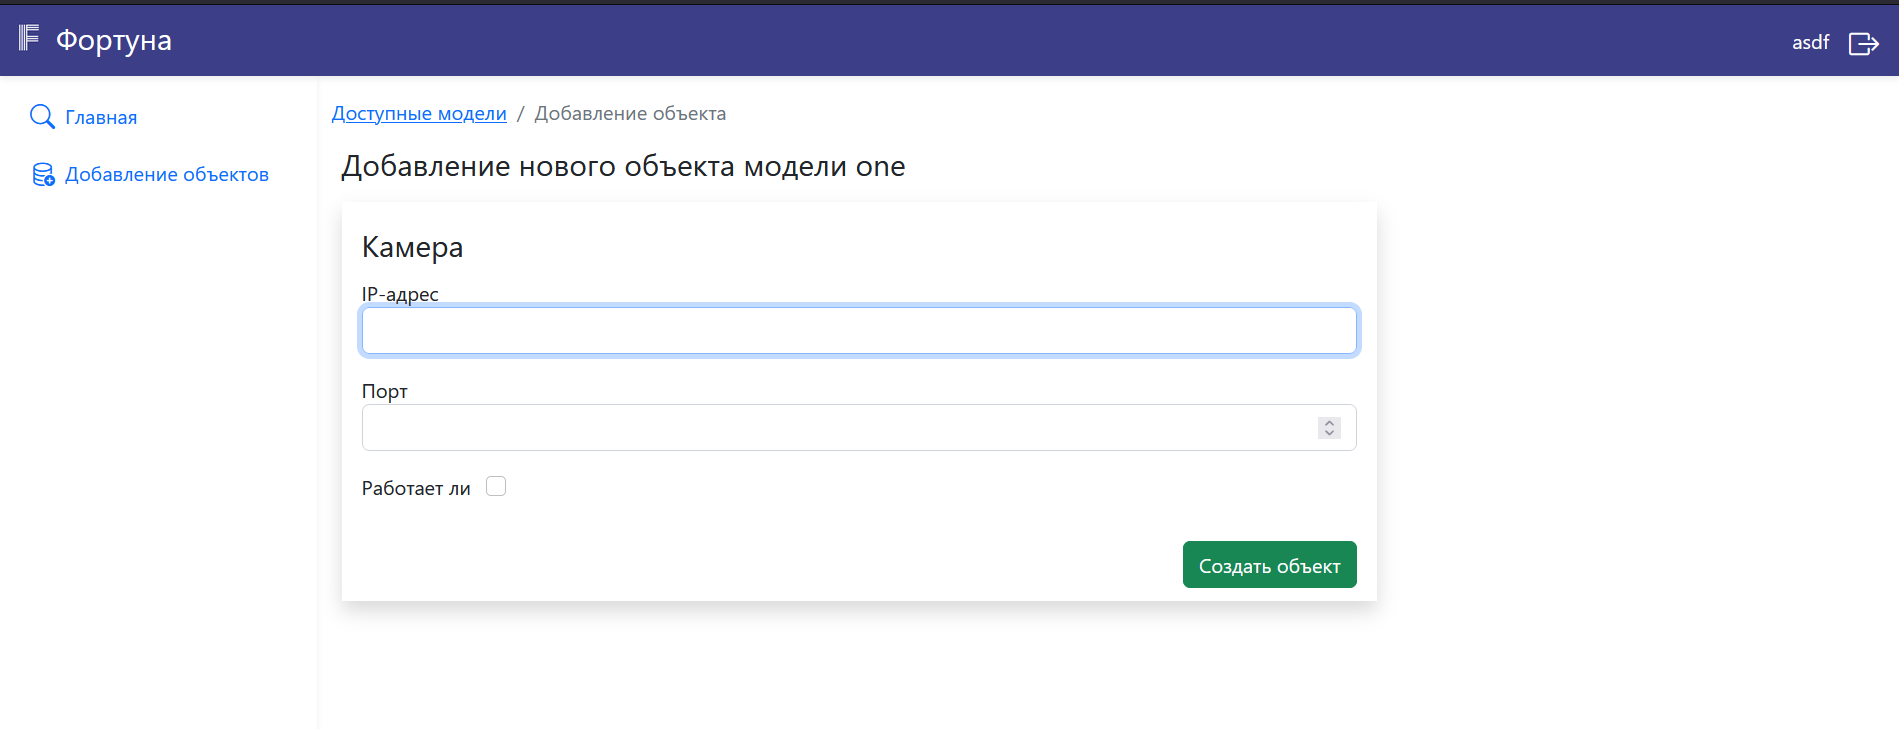 Фортуна
asdf
Главная
Добавление объектов
Доступные модели / Добавление объекта
Добавление нового объекта модели one
Камера
IP-адрес
Порт
Работает ли
Создать объект